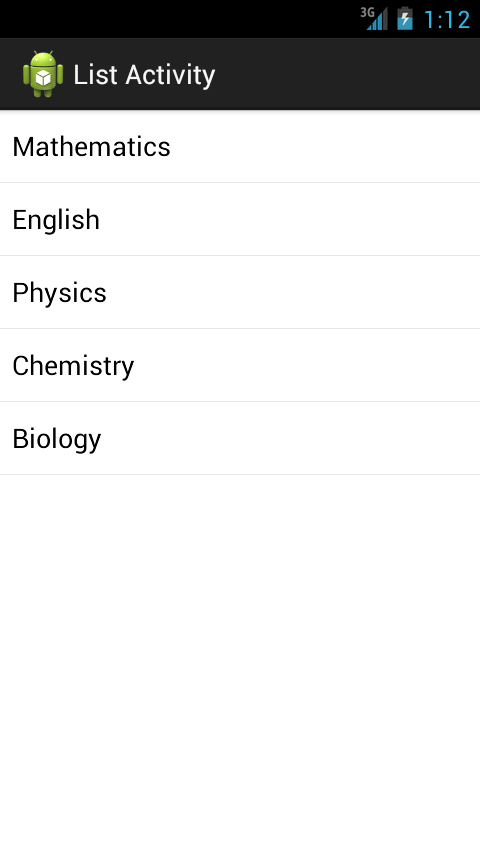 3G 1:12
List Activity
Mathematics
English
Physics
Chemistry
Biology